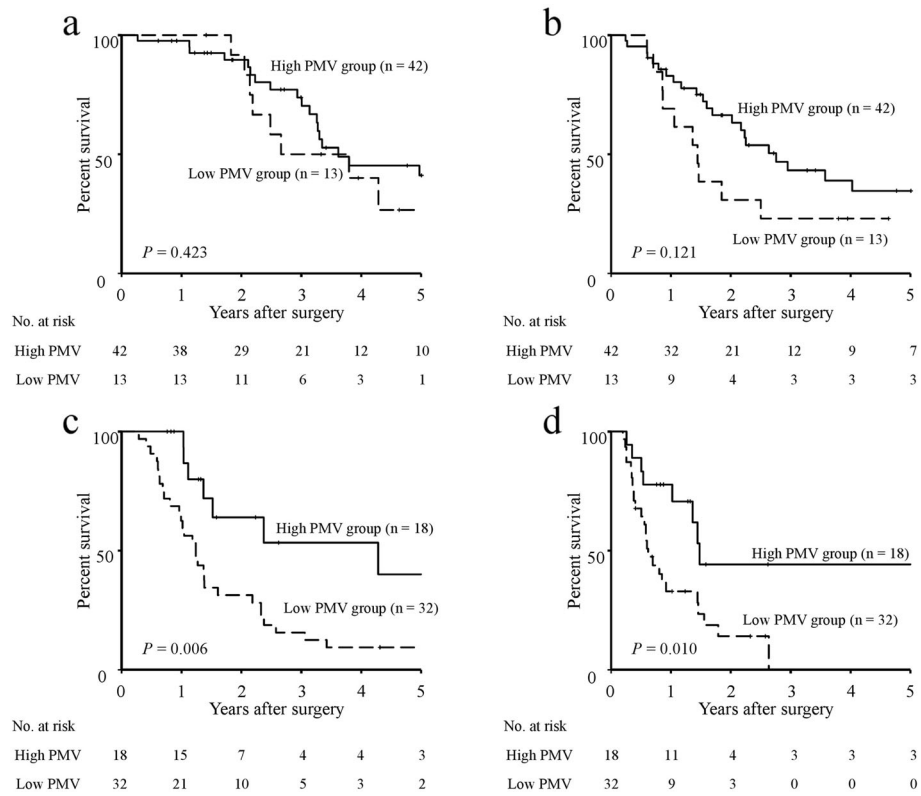 a
Percent survival
100
50
0
High PMV group (n = 42)
Low PMV group (n = 13)
P = 0.423
0 1 2 3 4 5
Years after surgery
No. at risk
High PMV 42 38 29 21 12 10
Low PMV 13 13 11 6 3 1
b
Percent survival
100
50
0
High PMV group (n = 42)
Low PMV group (n = 13)
P = 0.121
0 1 2 3 4 5
Years after surgery
No. at risk
High PMV 42 32 21 12 9 7
Low PMV 13 9 4 3 3 3
c
Percent survival
100
50
0
High PMV group (n = 18)
Low PMV group (n = 32)
P = 0.006
0 1 2 3 4 5
Years after surgery
No. at risk
High PMV 18 15 7 4 4 3
Low PMV 32 21 10 5 3 2
d
Percent survival
100
50
0
High PMV group (n = 18)
Low PMV group (n = 32)
P = 0.010
0 1 2 3 4 5
Years after surgery
No. at risk
High PMV 18 11 4 3 3 3
Low PMV 32 9 3 0 0 0